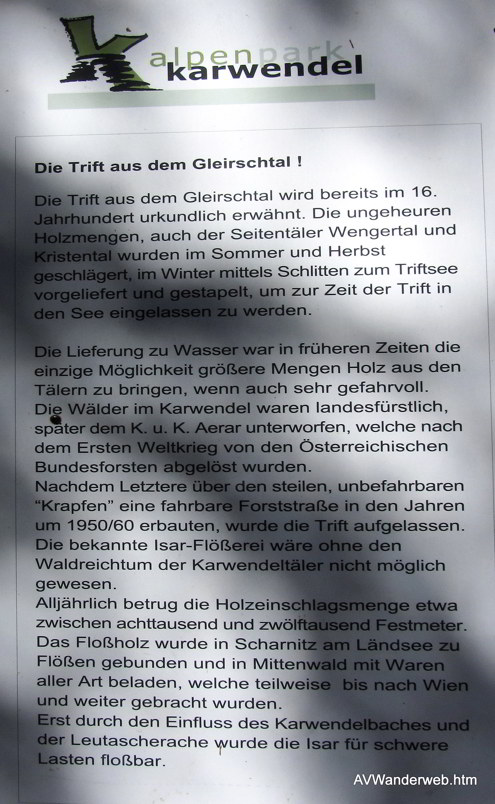 alpenpark
karwendel
Die Trift aus dem Gleirschtal !
Die Trift aus dem Gleirschtal wird bereits im 16.
Jahrhundert urkundlich erwähnt. Die ungeheuren
Holzmengen, auch der Seitentäler Wengertal und
Kristental wurden im Sommer und Herbst
geschlägert, im Winter mittels Schlitten zum Triftsee
vorgeliefert und gestapelt, um zur Zeit der Trift in
den See eingelassen zu werden.
Die Lieferung zu Wasser war in früheren Zeiten die
einzige Möglichkeit größere Mengen Holz aus den
Tälern zu bringen, wenn auch sehr gefahrvoll.
Die Wälder im Karwendel waren landesfürstlich,
später dem K. u. K. Aerar unterworfen, welche nach
dem Ersten Weltkrieg von den Österreichischen
Bundesforsten abgelöst wurden.
Nachdem Letztere über den steilen, unbefahrbaren
“Krapfen” eine fahrbare Forststraße in den Jahren
um 1950/60 erbauten, wurde die Trift aufgelassen.
Die bekannte Isar-Flößerei wäre ohne den
Waldreichtum der Karwendeltäler nicht möglich
gewesen.
Alljährlich betrug die Holzeinschlagsmenge etwa
zwischen achttausend und zwölftausend Festmeter.
Das Floßholz wurde in Scharnitz am Ländsee zu
Flößen gebunden und in Mittenwald mit Waren
aller Art beladen, welche teilweise bis nach Wien
und weiter gebracht wurden.
Erst durch den Einfluss des Karwendelbaches und
der Leutascherache wurde die Isar für schwere
Lasten floßbar.
AVWanderweb.htm